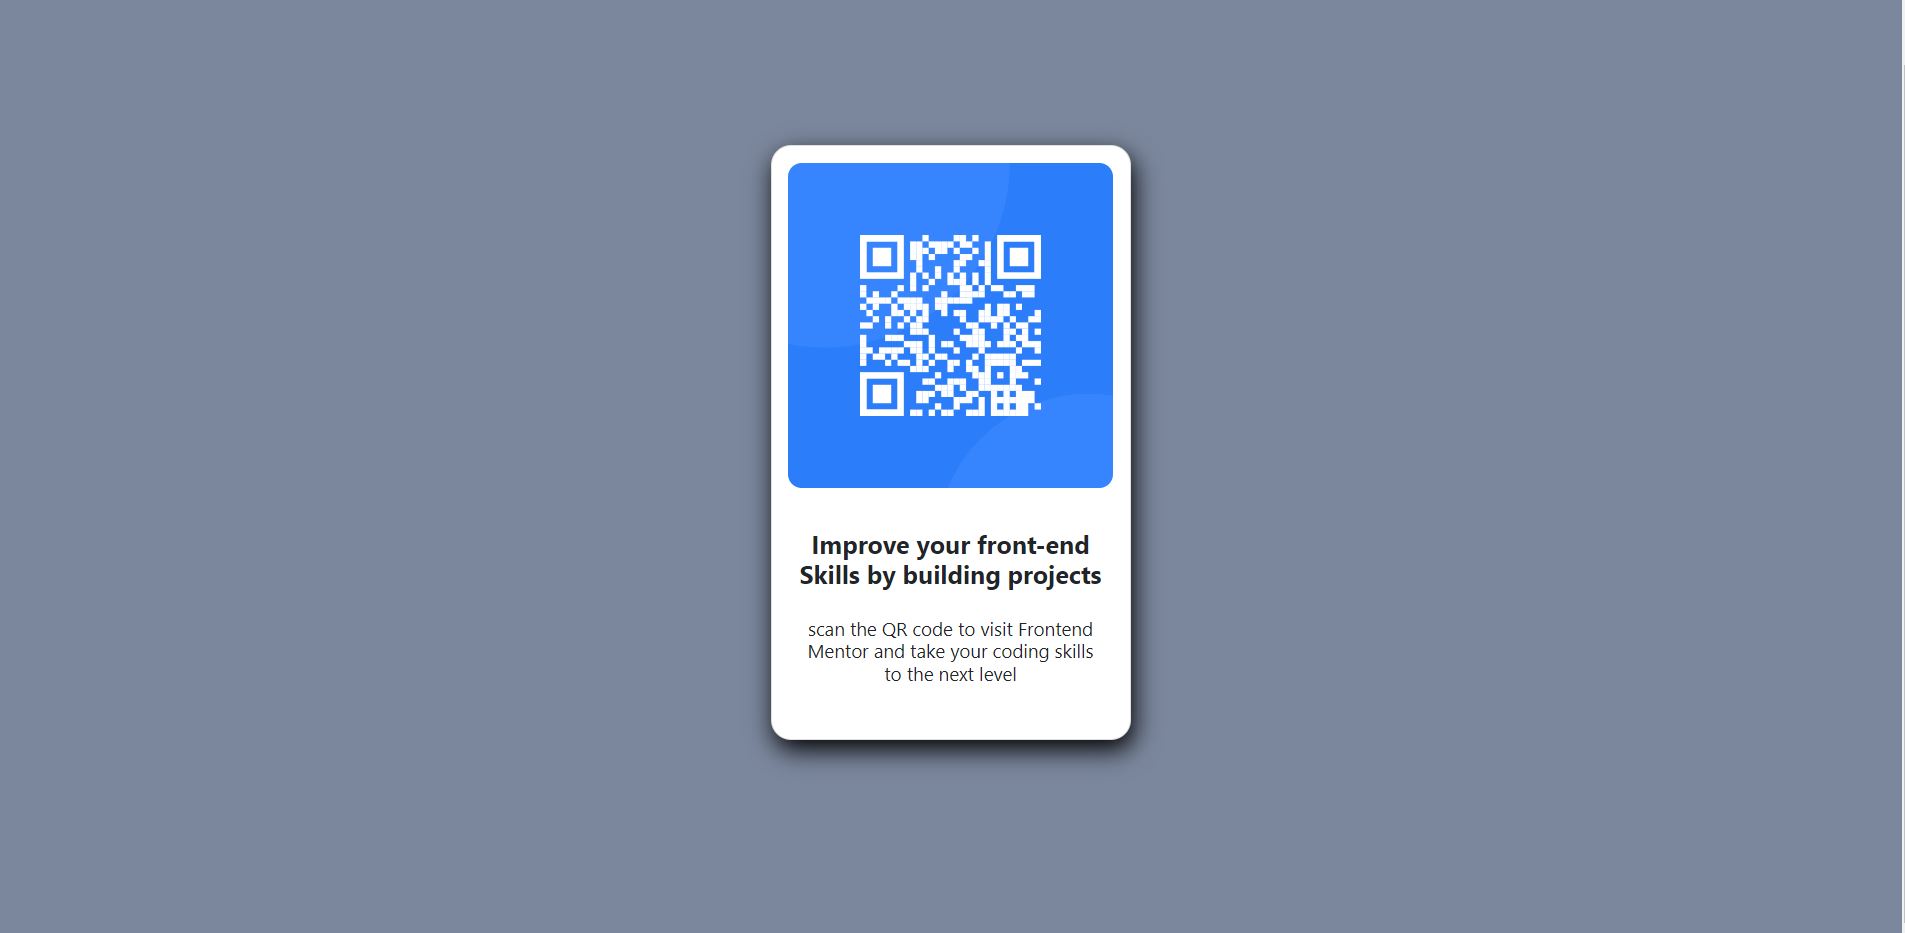 Improve your front-end
Skills by building projects
scan the QR code to visit Frontend
Mentor and take your coding skills
to the next level